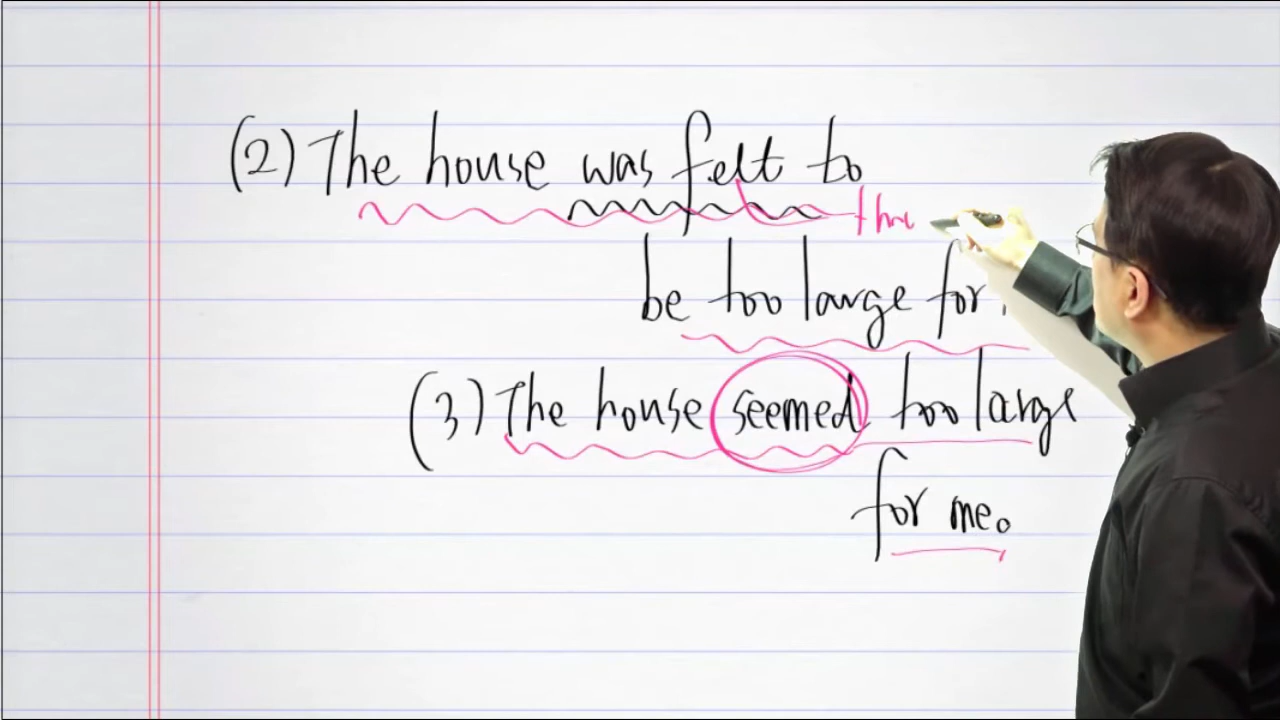 (2) The house was felt to
be too large for
(3) The house seemed too large
for me.